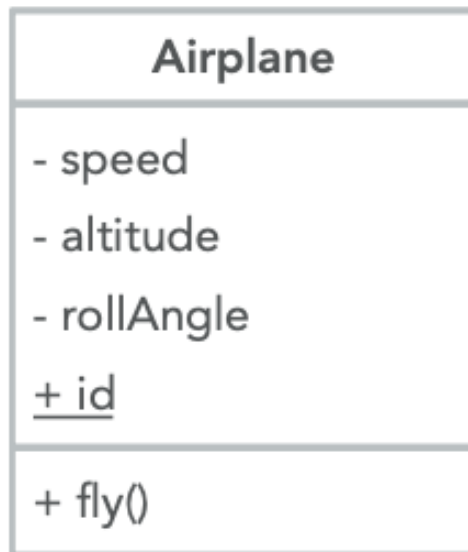 Airplane
- speed
- altitude
- rollAngle
+ id
+ fly()